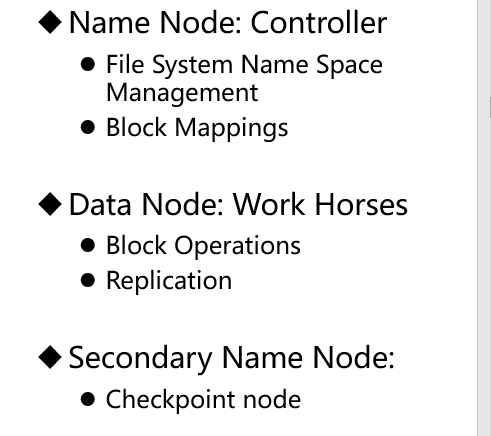 ◆ Name Node: Controller
● File System Name Space
Management
● Block Mappings
◆ Data Node: Work Horses
● Block Operations
● Replication
◆ Secondary Name Node:
● Checkpoint node